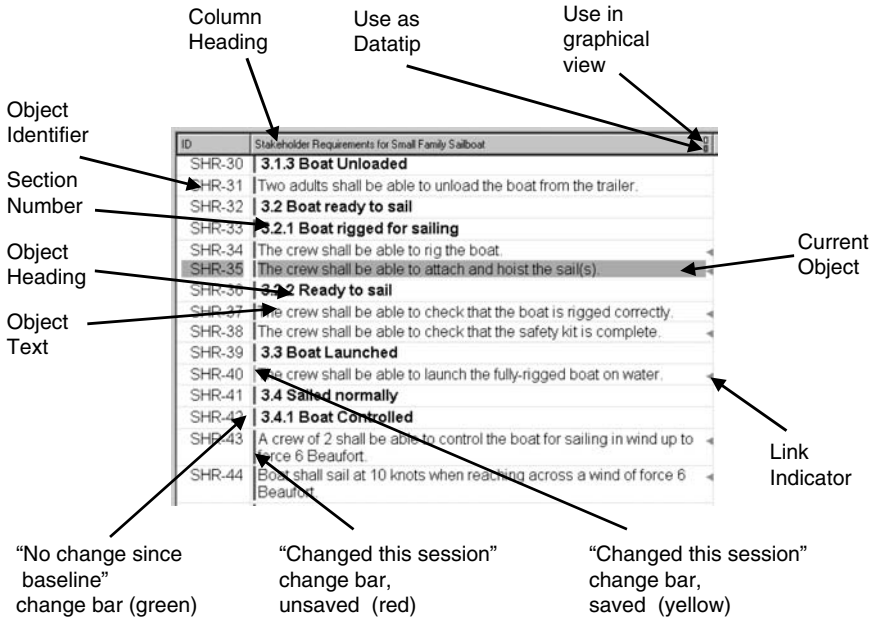 Column
Heading
Use as
Datatip
Use in
graphical
view
Object
Identifier
Section
Number
Object
Heading
Object
Text
ID Stakeholder Requirements for Small Family Sailboat
SHR-30 3.1.3 Boat Unloaded
SHR-31 Two adults shall be able to unload the boat from the trailer.
SHR-32 3.2 Boat ready to sail
SHR-33 3.2.1 Boat rigged for sailing
SHR-34 The crew shall be able to rig the boat.
SHR-35 The crew shall be able to attach and hoist the sail(s).
SHR-36 3.2.2 Ready to sail
SHR-37 The crew shall be able to check that the boat is rigged correctly.
SHR-38 The crew shall be able to check that the safety kit is complete.
SHR-39 3.3 Boat Launched
SHR-40 The crew shall be able to launch the fully-rigged boat on water.
SHR-41 3.4 Sailed normally
SHR-42 3.4.1 Boat Controlled
SHR-43 A crew of 2 shall be able to control the boat for sailing in wind up to
force 6 Beaufort.
SHR-44 Boat shall sail at 10 knots when reaching across a wind of force 6
Beaufort.
Current
Object
Link
Indicator
“No change since
baseline”
change bar (green)
“Changed this session”
change bar,
unsaved (red)
“Changed this session”
change bar,
saved (yellow)